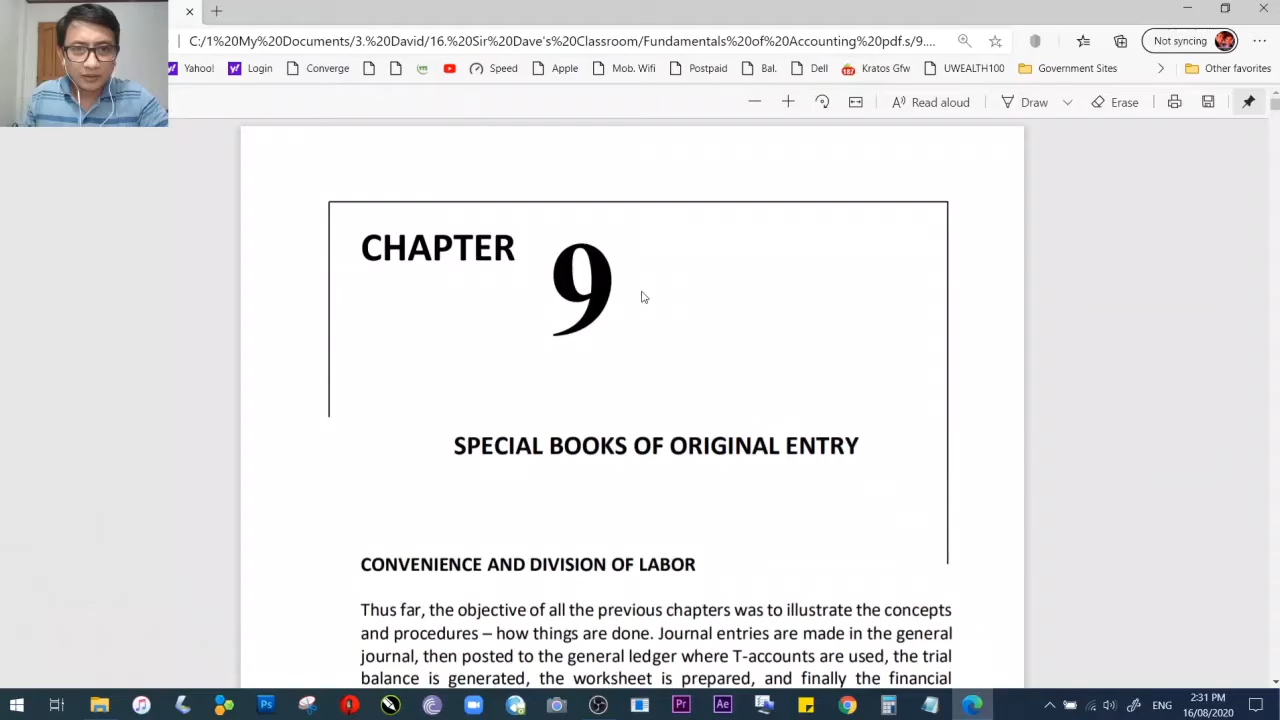 C:/1%20My%20Documents/3.%20David/16.%20Sir%20Dave's%20Classroom/Fundamentals%20of%20Accounting%20pdf.s/9....
Not syncing
Yahoo!
Login
Converge
Speed
Apple
Mob. Wifi
Postpaid
Bal.
Dell
187
Kratos Gfw
UWEALTH100
Government Sites
Other favorites
Read aloud
Draw
Erase
CHAPTER
9
SPECIAL BOOKS OF ORIGINAL ENTRY
CONVENIENCE AND DIVISION OF LABOR
Thus far, the objective of all the previous chapters was to illustrate the concepts
and procedures – how things are done. Journal entries are made in the general
journal, then posted to the general ledger where T-accounts are used, the trial
balance is generated, the worksheet is prepared, and finally the financial
Ps
Pr
Ae
ENG
2:31 PM
16/08/2020